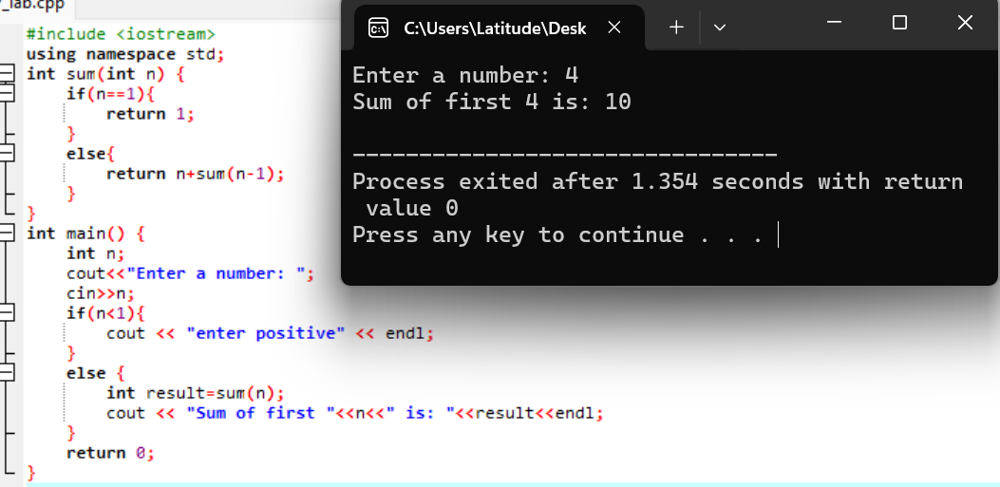 _lab.cpp
#include <iostream>
using namespace std;
int sum(int n) {
    if(n==1){
        return 1;
    }
    else{
        return n+sum(n-1);
    }
}
int main() {
    int n;
    cout<<"Enter a number: ";
    cin>>n;
    if(n<1){
        cout << "enter positive" << endl;
    }
    else {
        int result=sum(n);
        cout << "Sum of first "<<n<<" is: "<<result<<endl;
    }
    return 0;
}
C:\Users\Latitude\Desk
Enter a number: 4
Sum of first 4 is: 10
--------------------------------
Process exited after 1.354 seconds with return
 value 0
Press any key to continue . . .